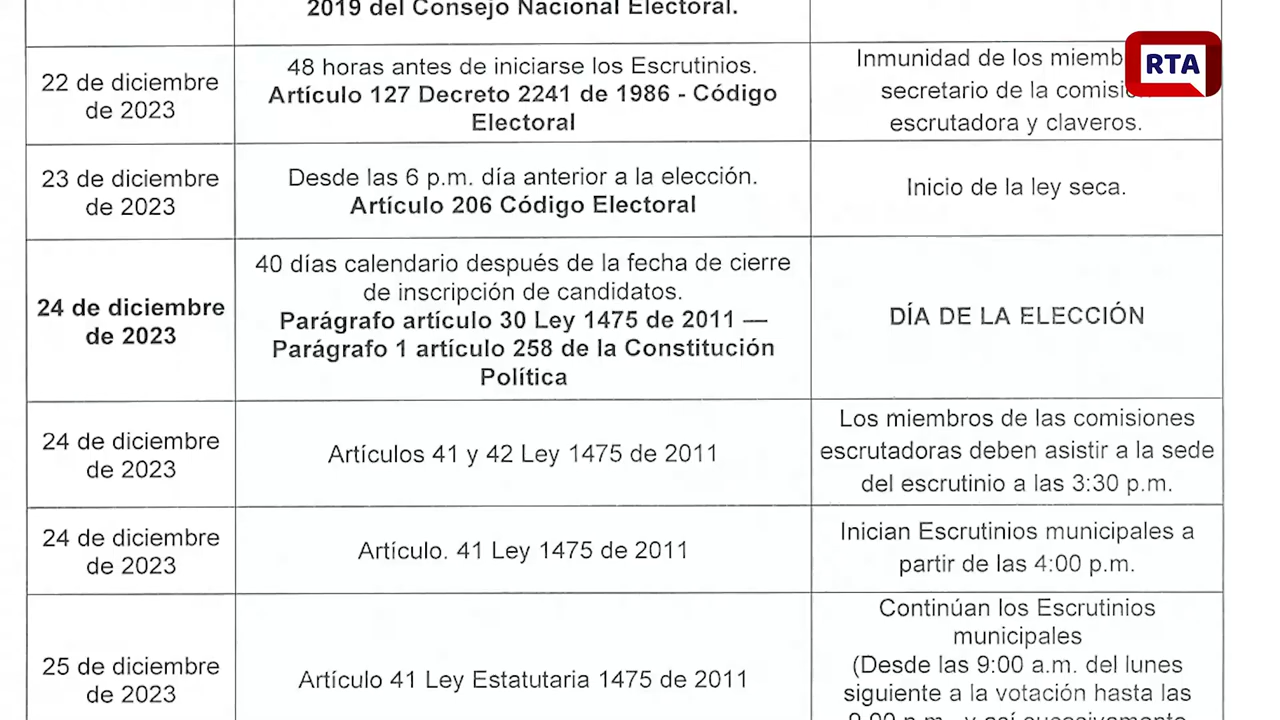 2019 del Consejo Nacional Electoral.
22 de diciembre
de 2023
48 horas antes de iniciarse los Escrutinios.
Artículo 127 Decreto 2241 de 1986 - Código
Electoral
Inmunidad de los miemb
secretario de la comisió
escrutadora y claveros.
RTA
23 de diciembre
de 2023
Desde las 6 p.m. día anterior a la elección.
Artículo 206 Código Electoral
Inicio de la ley seca.
24 de diciembre
de 2023
40 días calendario después de la fecha de cierre
de inscripción de candidatos.
Parágrafo artículo 30 Ley 1475 de 2011 —
Parágrafo 1 artículo 258 de la Constitución
Política
DÍA DE LA ELECCIÓN
24 de diciembre
de 2023
Artículos 41 y 42 Ley 1475 de 2011
Los miembros de las comisiones
escrutadoras deben asistir a la sede
del escrutinio a las 3:30 p.m.
24 de diciembre
de 2023
Artículo. 41 Ley 1475 de 2011
Inician Escrutinios municipales a
partir de las 4:00 p.m.
25 de diciembre
de 2023
Artículo 41 Ley Estatutaria 1475 de 2011
Continúan los Escrutinios
municipales
(Desde las 9:00 a.m. del lunes
siguiente a la votación hasta las
9:00 p.m. y así sucesivamente